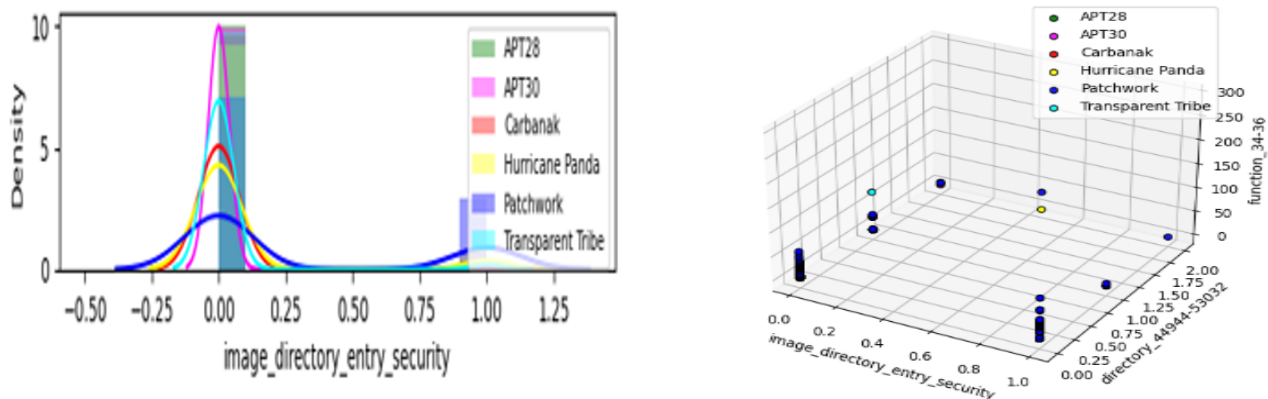 10
5
0
Density
−0.50 −0.25 0.00 0.25 0.50 0.75 1.00 1.25
image_directory_entry_security
APT28
APT30
Carbanak
Hurricane Panda
Patchwork
Transparent Tribe
APT28
APT30
Carbanak
Hurricane Panda
Patchwork
Transparent Tribe
300
250
200
150
100
50
0
function_34-36
2.00
1.75
1.50
1.25
1.00
0.75
0.50
0.25
0.00
directory_44944-53032
0.0 0.2 0.4 0.6 0.8 1.0
image_directory_entry_security